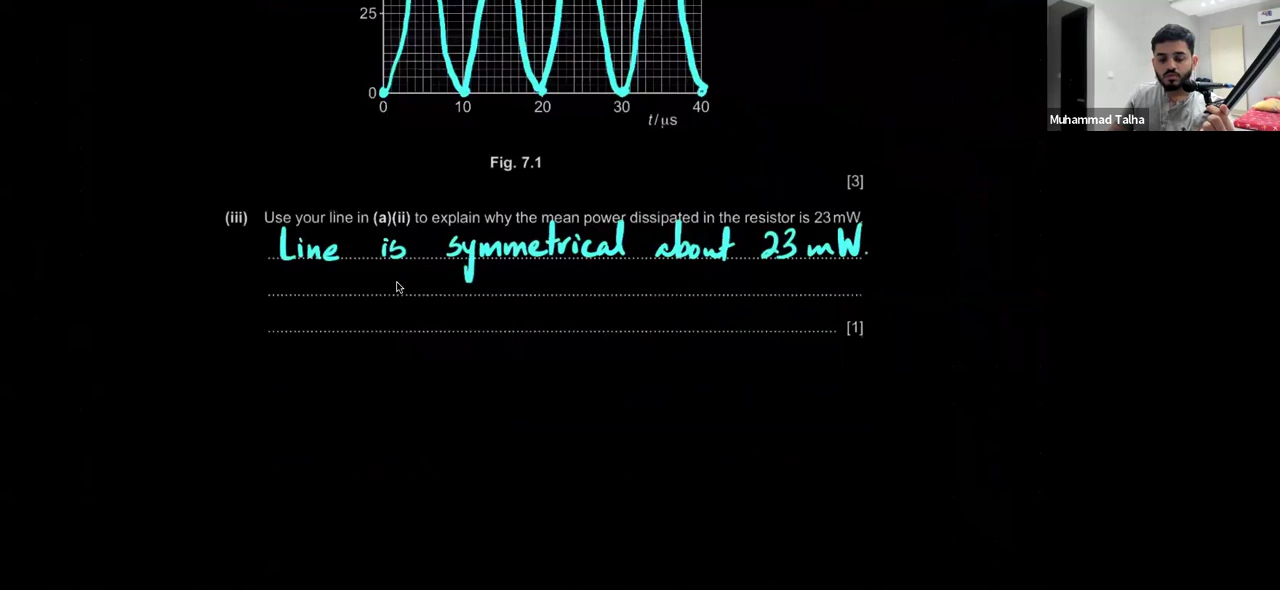 25
0
0 10 20 30 40
t/μs
Fig. 7.1
[3]
(iii) Use your line in (a)(ii) to explain why the mean power dissipated in the resistor is 23 mW.
Line is symmetrical about 23 mW.
[1]
Muhammad Talha